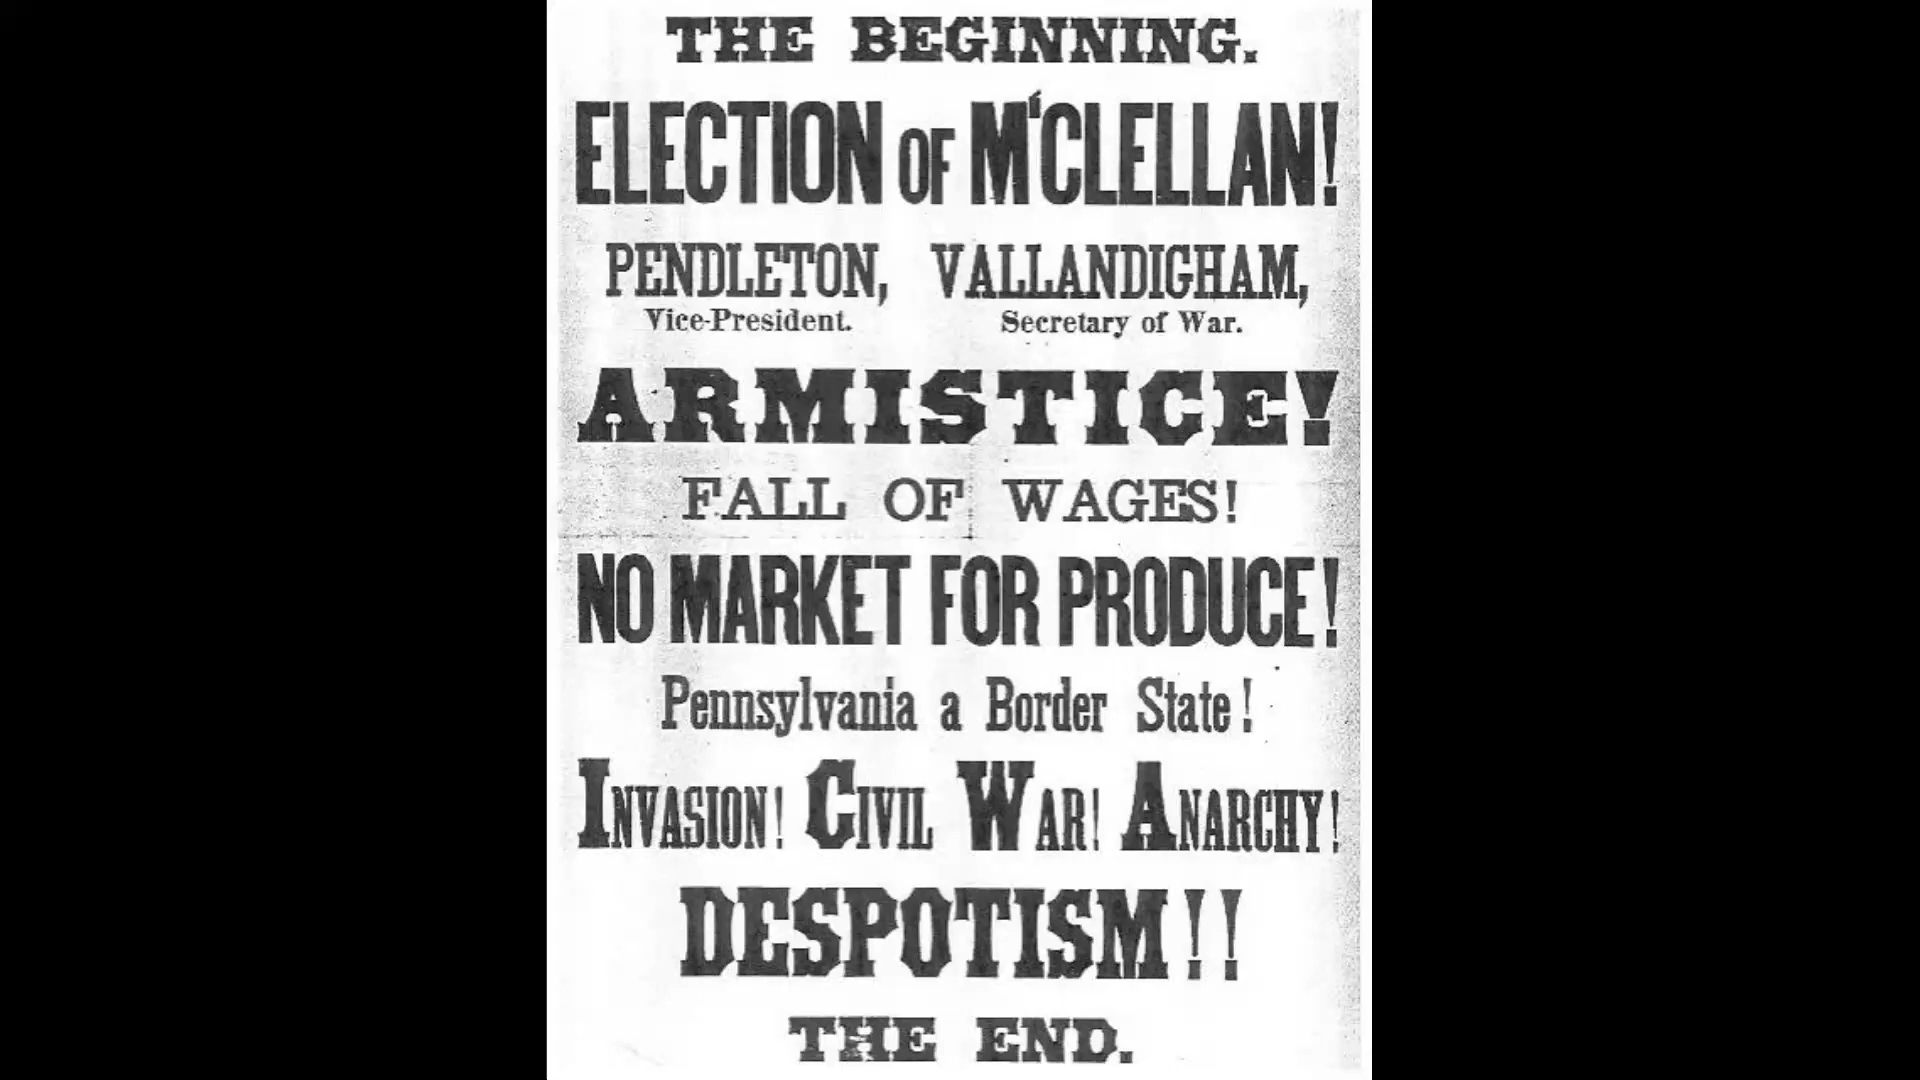 THE BEGINNING.
ELECTION OF M'CLELLAN!
PENDLETON, VALLANDIGHAM,
Vice-President. Secretary of War.
ARMISTICE!
FALL OF WAGES!
NO MARKET FOR PRODUCE!
Pennsylvania a Border State!
INVASION! CIVIL WAR! ANARCHY!
DESPOTISM!!
THE END.